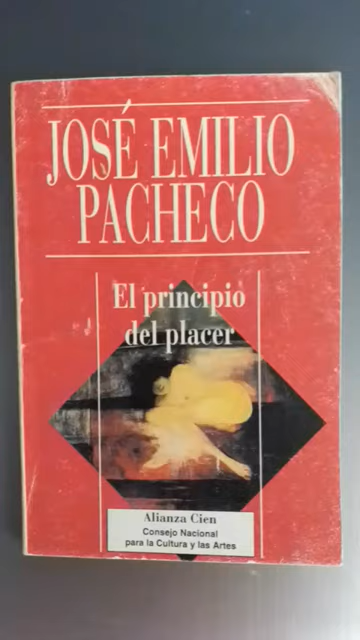 JOSÉ EMILIO
PACHECO
El principio
del placer
Alianza Cien
Consejo Nacional
para la Cultura y las Artes